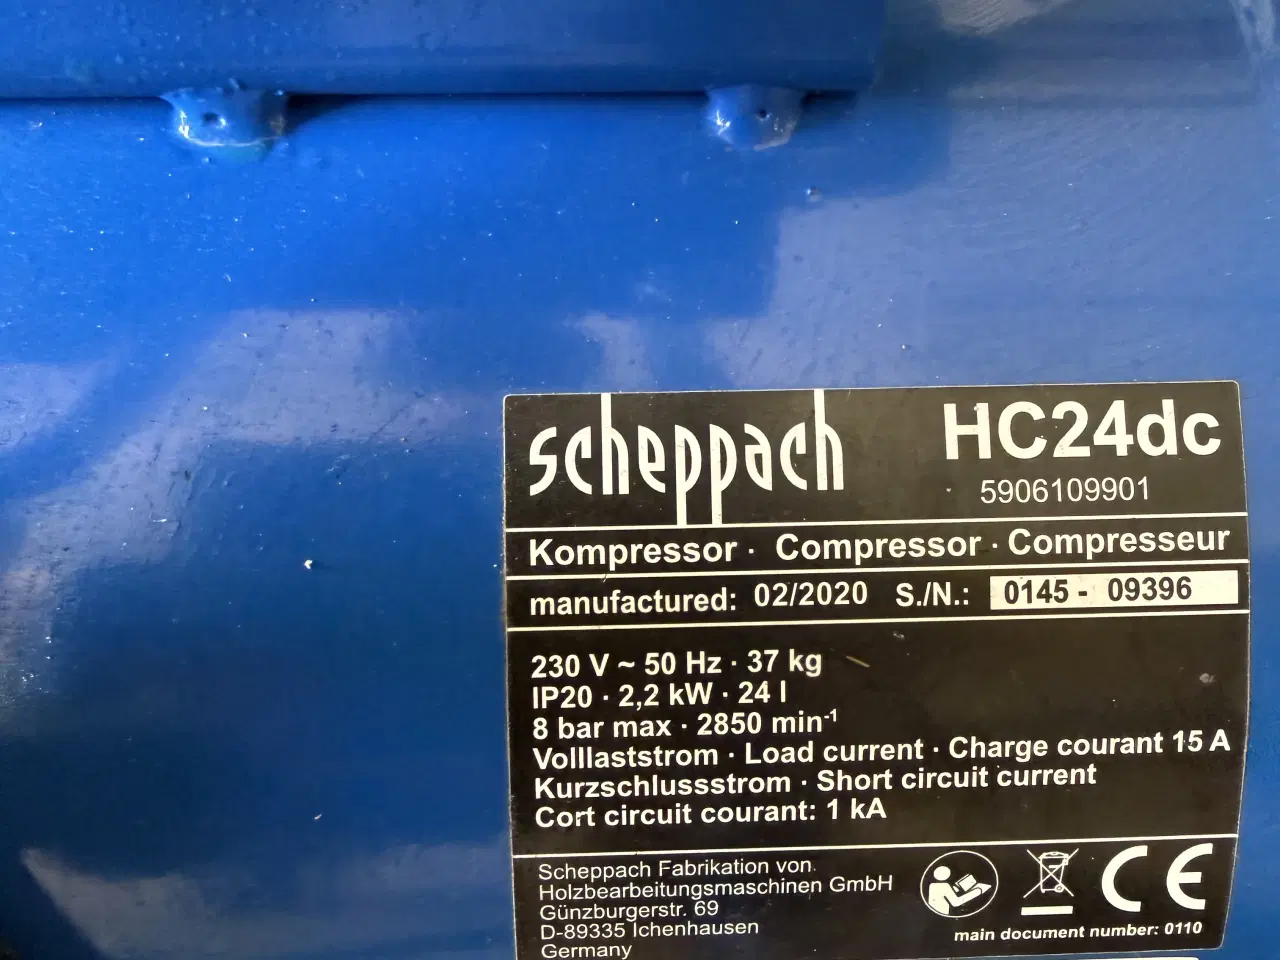 scheppach HC24dc
5906109901
Kompressor · Compressor · Compresseur
manufactured: 02/2020 S./N.: 0145 - 09396
230 V ~ 50 Hz · 37 kg
IP20 · 2,2 kW · 24 l
8 bar max · 2850 min⁻¹
Volllaststrom · Load current · Charge courant 15 A
Kurzschlussstrom · Short circuit current
Cort circuit courant: 1 kA
Scheppach Fabrikation von
Holzbearbeitungsmaschinen GmbH
Günzburgerstr. 69
D-89335 Ichenhausen
Germany
CE
main document number: 0110